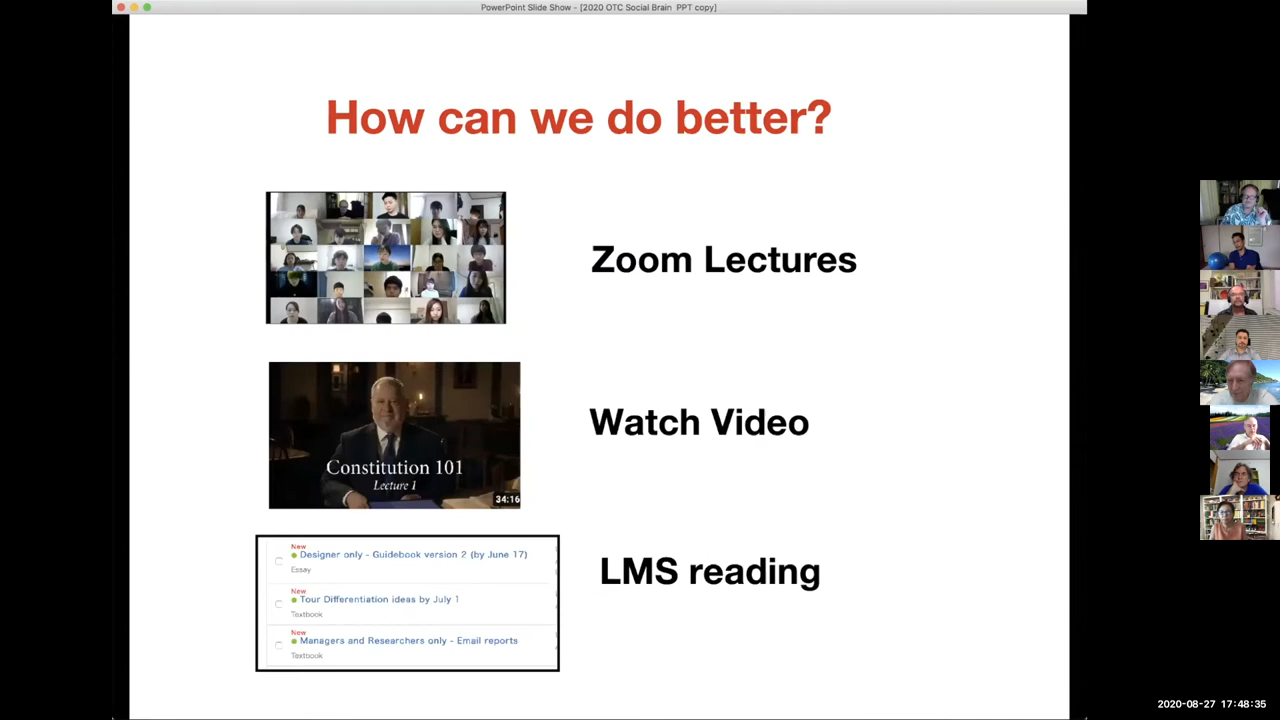 PowerPoint Slide Show - [2020 OTC Social Brain  PPT copy]
How can we do better?
Zoom Lectures
Constitution 101
Lecture 1
34:16
Watch Video
New
Designer only - Guidebook version 2 (by June 17)
Essay
New
Tour Differentiation ideas by July 1
Textbook
New
Managers and Researchers only - Email reports
Textbook
LMS reading
2020-08-27  17:48:35